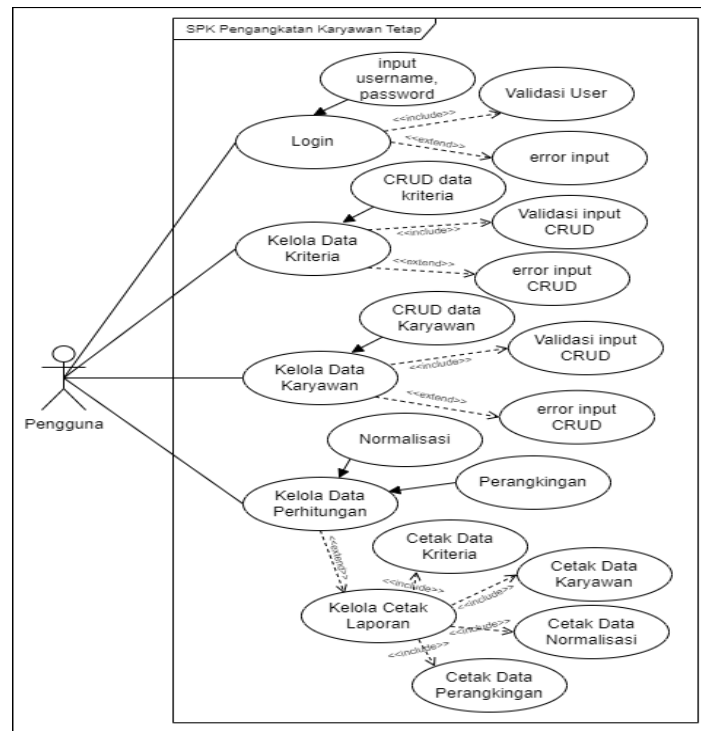 SPK Pengangkatan Karyawan Tetap
input
username,
password
<<include>>
Validasi User
Login
<<extend>>
error input
CRUD data
kriteria
Validasi input
CRUD
Kelola Data
Kriteria
<<include>>
<<extend>>
error input
CRUD
CRUD data
Karyawan
Validasi input
CRUD
<<include>>
Kelola Data
Karyawan
<<extend>>
error input
CRUD
Pengguna
Normalisasi
Perangkingan
Kelola Data
Perhitungan
<<extend>>
Cetak Data
Kriteria
Cetak Data
Karyawan
<<include>>
<<include>>
Kelola Cetak
Laporan
<<include>>
Cetak Data
Normalisasi
<<include>>
Cetak Data
Perangkingan